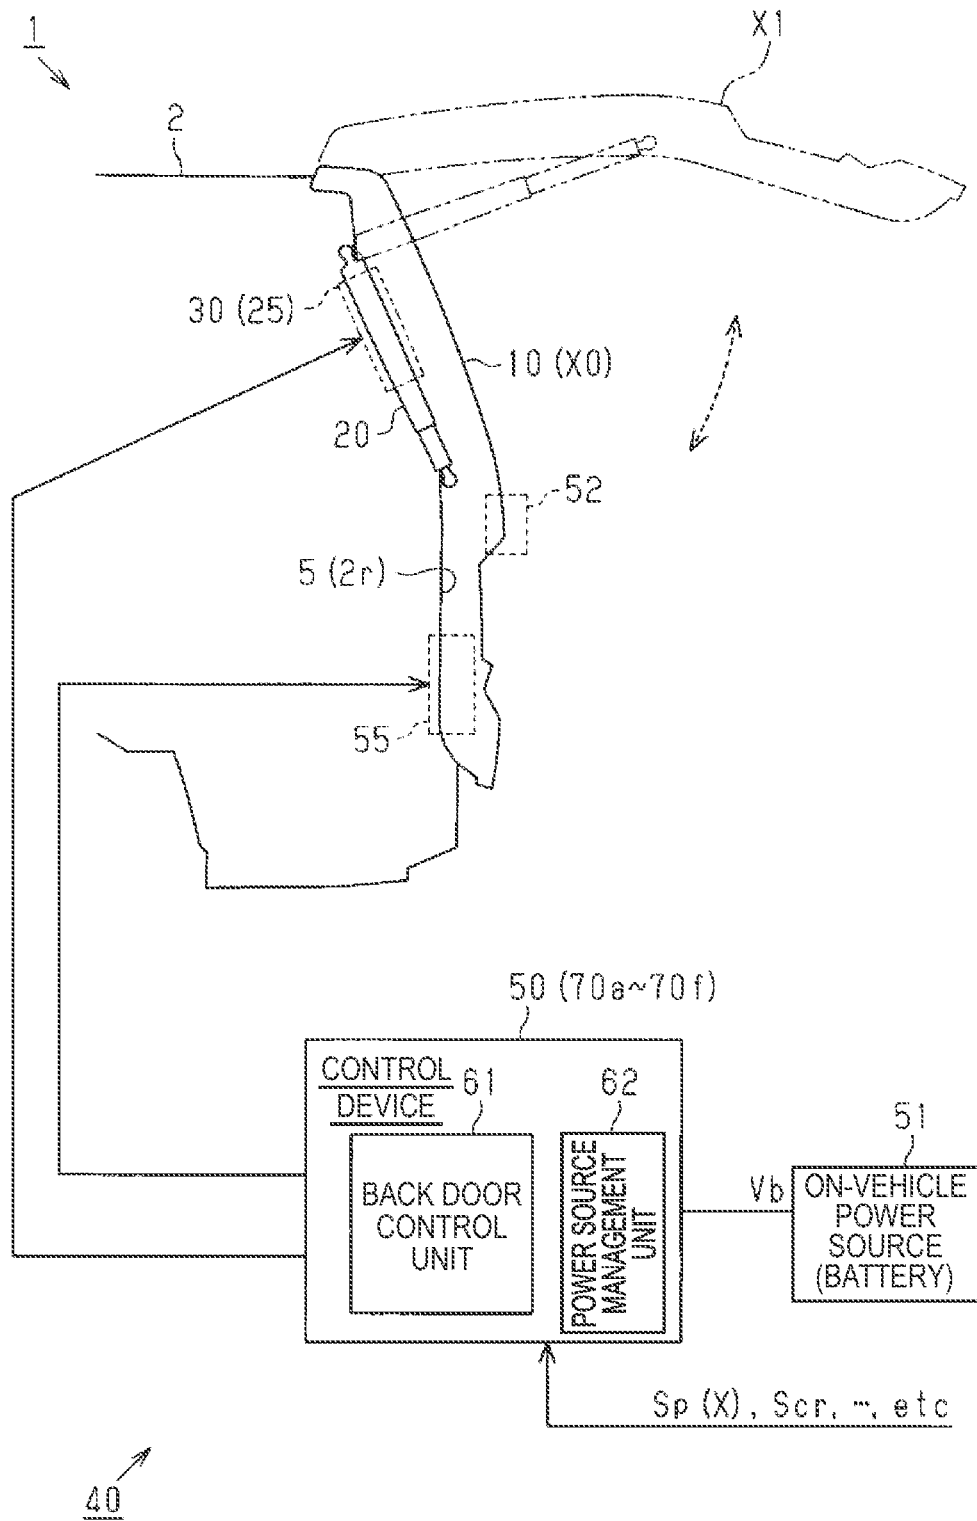 1
X1
2
30 (25)
10 (X0)
20
52
5 (2r)
55
50 (70a~70f)
CONTROL
DEVICE
61
62
BACK DOOR
CONTROL
UNIT
POWER SOURCE
MANAGEMENT
UNIT
51
Vb
ON-VEHICLE
POWER
SOURCE
(BATTERY)
Sp (X), Scr, ⋯, etc
40